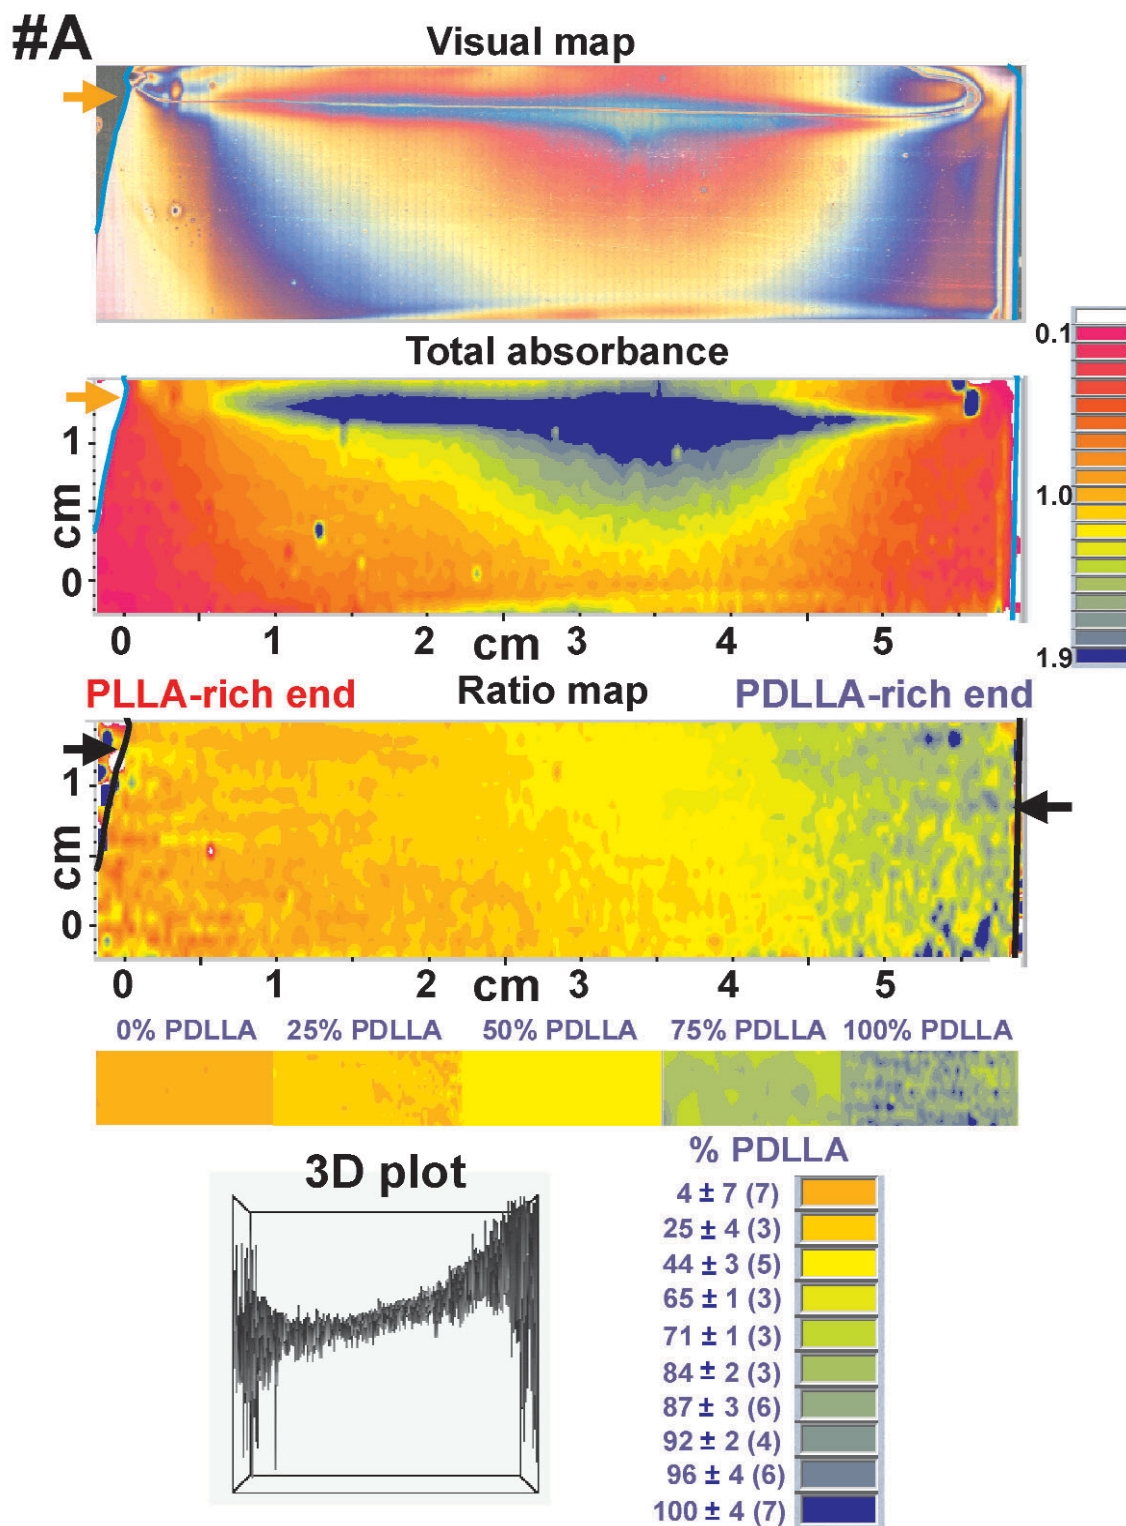 #A
Visual map
Total absorbance
0.1
1.0
1.9
1
0
cm
0 1 2 cm 3 4 5
PLLA-rich end Ratio map PDLLA-rich end
1
0
cm
0 1 2 cm 3 4 5
0% PDLLA 25% PDLLA 50% PDLLA 75% PDLLA 100% PDLLA
3D plot
% PDLLA
4 ± 7 (7)
25 ± 4 (3)
44 ± 3 (5)
65 ± 1 (3)
71 ± 1 (3)
84 ± 2 (3)
87 ± 3 (6)
92 ± 2 (4)
96 ± 4 (6)
100 ± 4 (7)